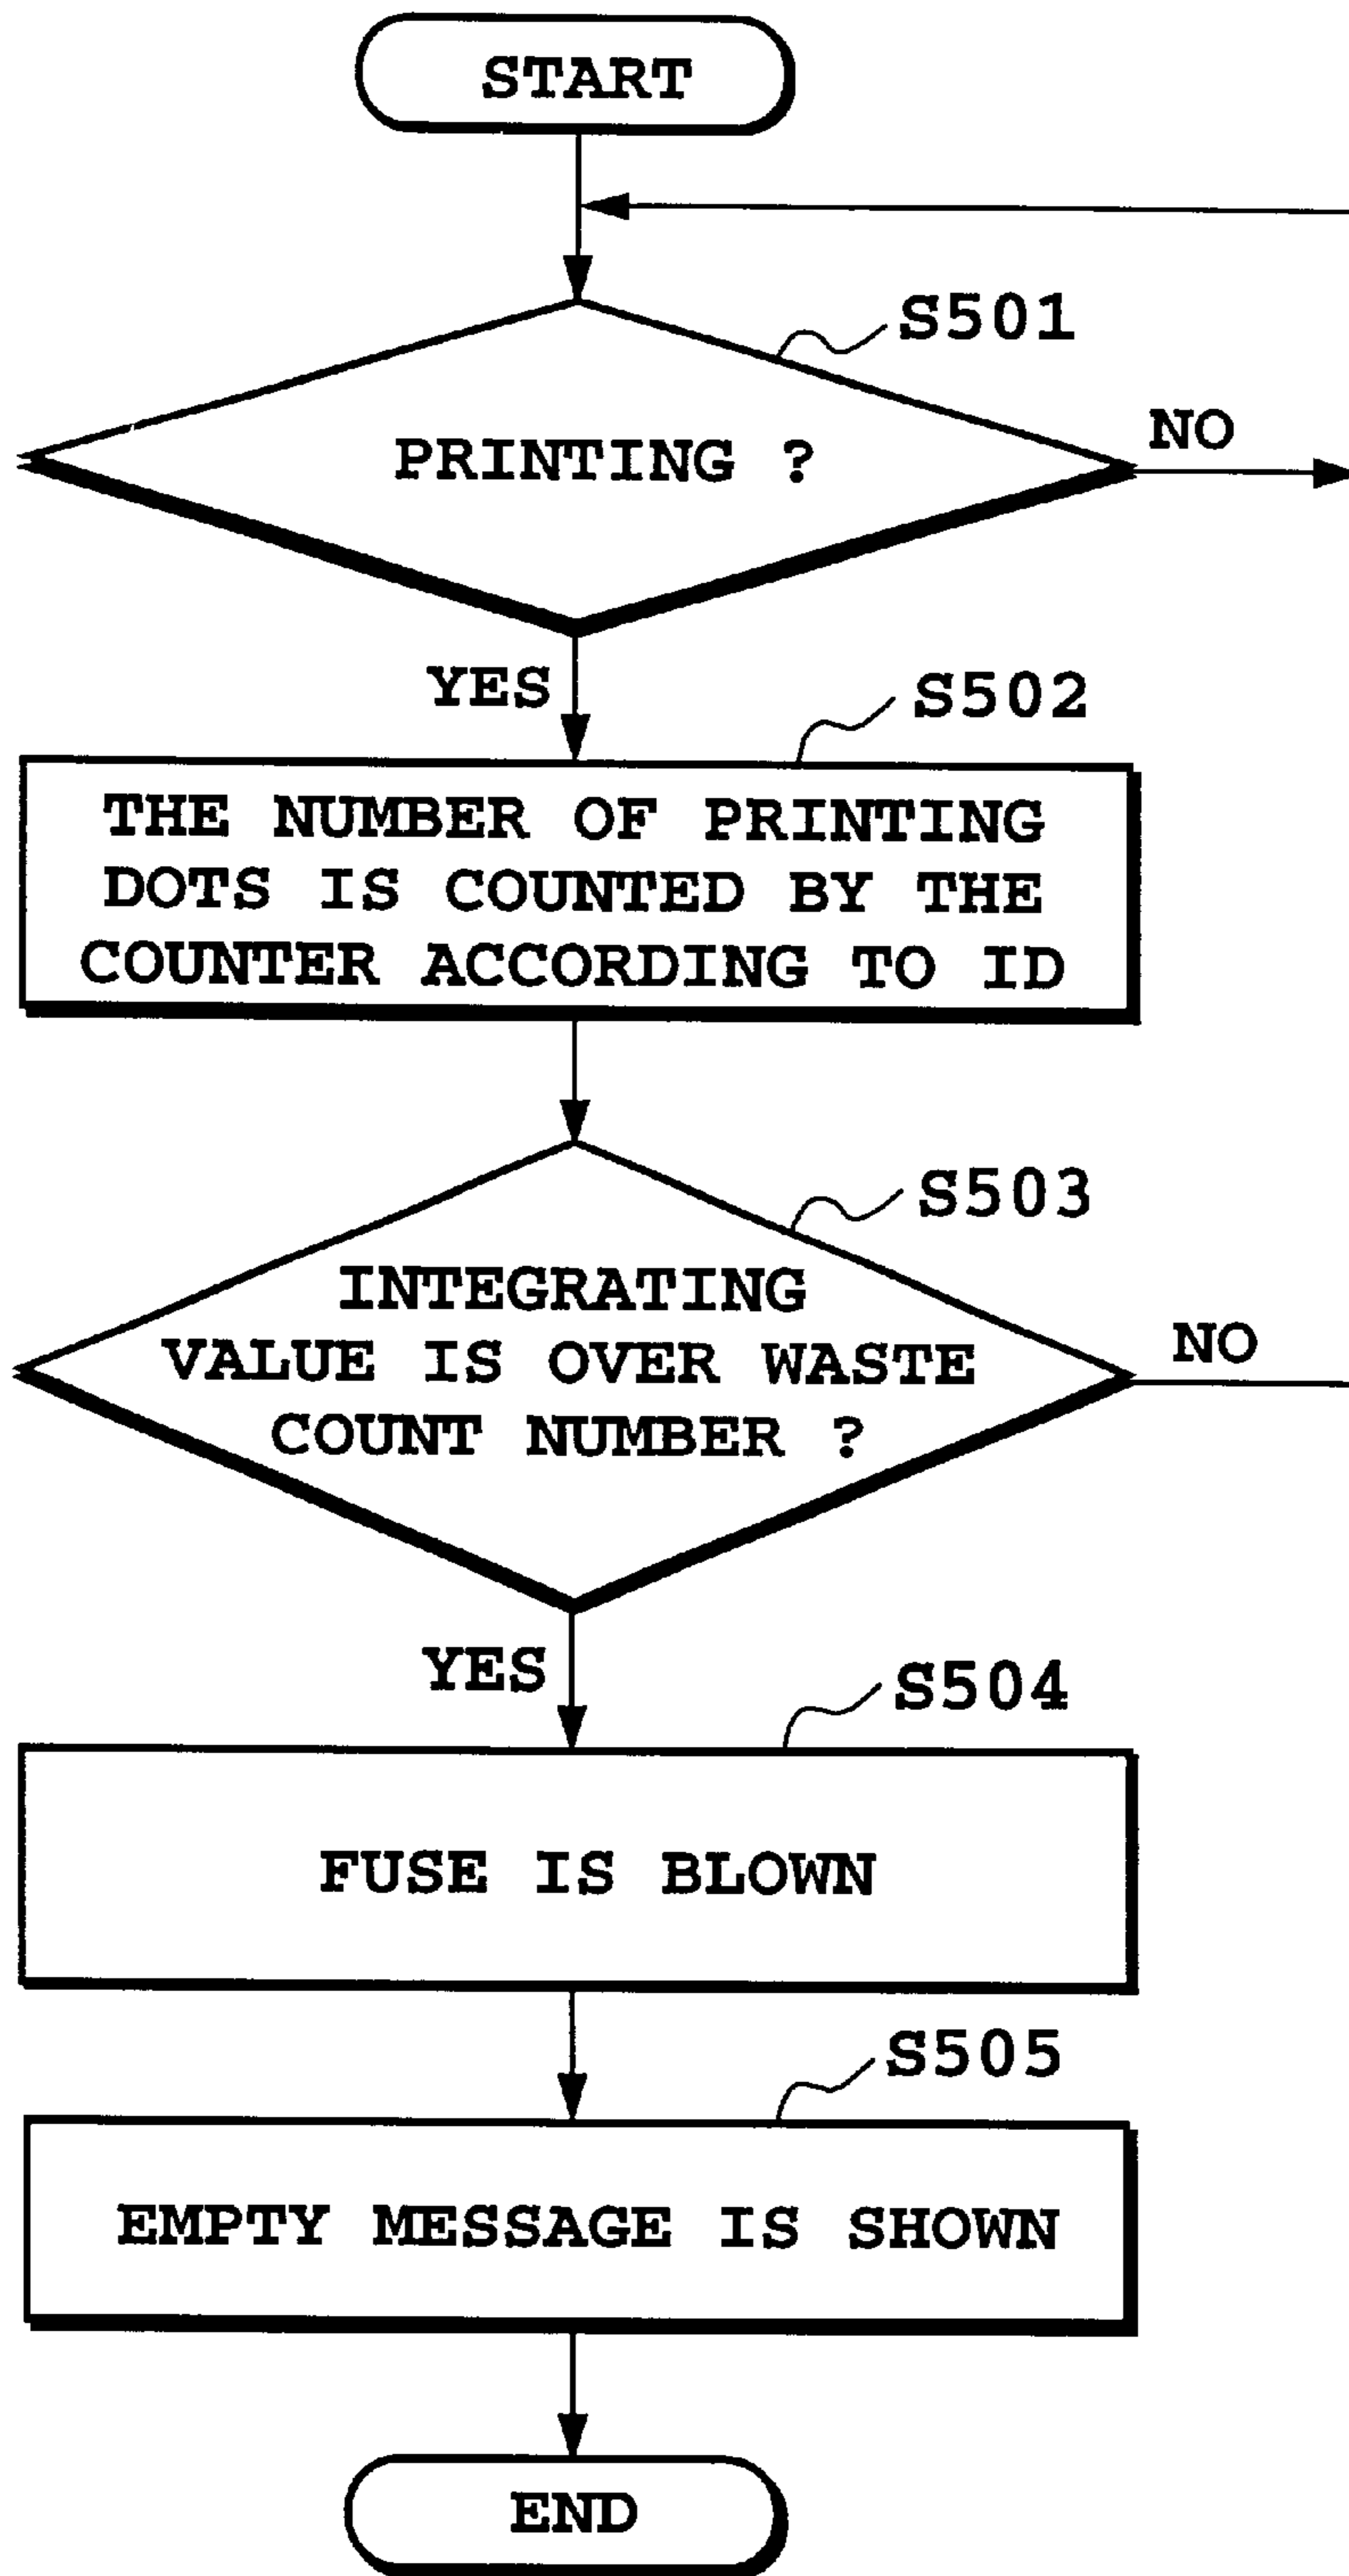 START
S501
PRINTING ?
NO
YES
S502
THE NUMBER OF PRINTING
DOTS IS COUNTED BY THE
COUNTER ACCORDING TO ID
S503
INTEGRATING
VALUE IS OVER WASTE
COUNT NUMBER ?
NO
YES
S504
FUSE IS BLOWN
S505
EMPTY MESSAGE IS SHOWN
END